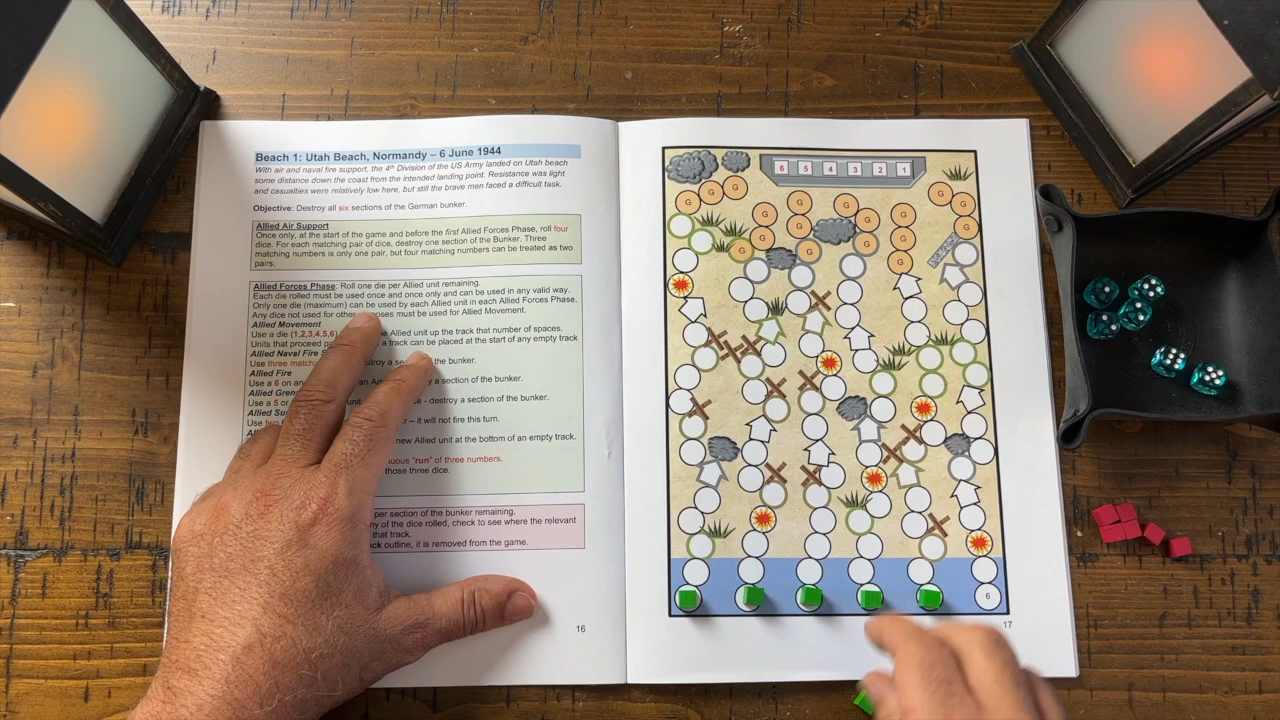 Beach 1: Utah Beach, Normandy – 6 June 1944
With air and naval fire support, the 4th Division of the US Army landed on Utah beach
some distance down the coast from the intended landing point. Resistance was light
and casualties were relatively low here, but still the brave men faced a difficult task.
Objective: Destroy all six sections of the German bunker.
Allied Air Support
Once only, at the start of the game and before the first Allied Forces Phase, roll four
dice. For each matching pair of dice, destroy one section of the Bunker. Three
matching numbers is only one pair, but four matching numbers can be treated as two
pairs.
Allied Forces Phase: Roll one die per Allied unit remaining.
Each die rolled must be used once and once only and can be used in any valid way.
Only one die (maximum) can be used by each Allied unit in each Allied Forces Phase.
Any dice not used for other must be used for Allied Movement.
Allied Movement
Use a die (1,2,3,4,5,6) Allied unit up the track that number of spaces.
Units that proceed a track can be placed at the start of any empty track
Allied Naval Fire
Use three the bunker.
Allied Fire
Use a 6 on an a section of the bunker.
Allied
Use a 5 or unit - destroy a section of the bunker.
Allied
Use – it will not fire this turn.
new Allied unit at the bottom of an empty track.
"run" of three numbers.
those three dice.
per section of the bunker remaining.
of the dice rolled, check to see where the relevant
that track.
outline, it is removed from the game.
16
6 5 4 3 2 1
G G G G G G G G G G G G G G G G G G G
6
17